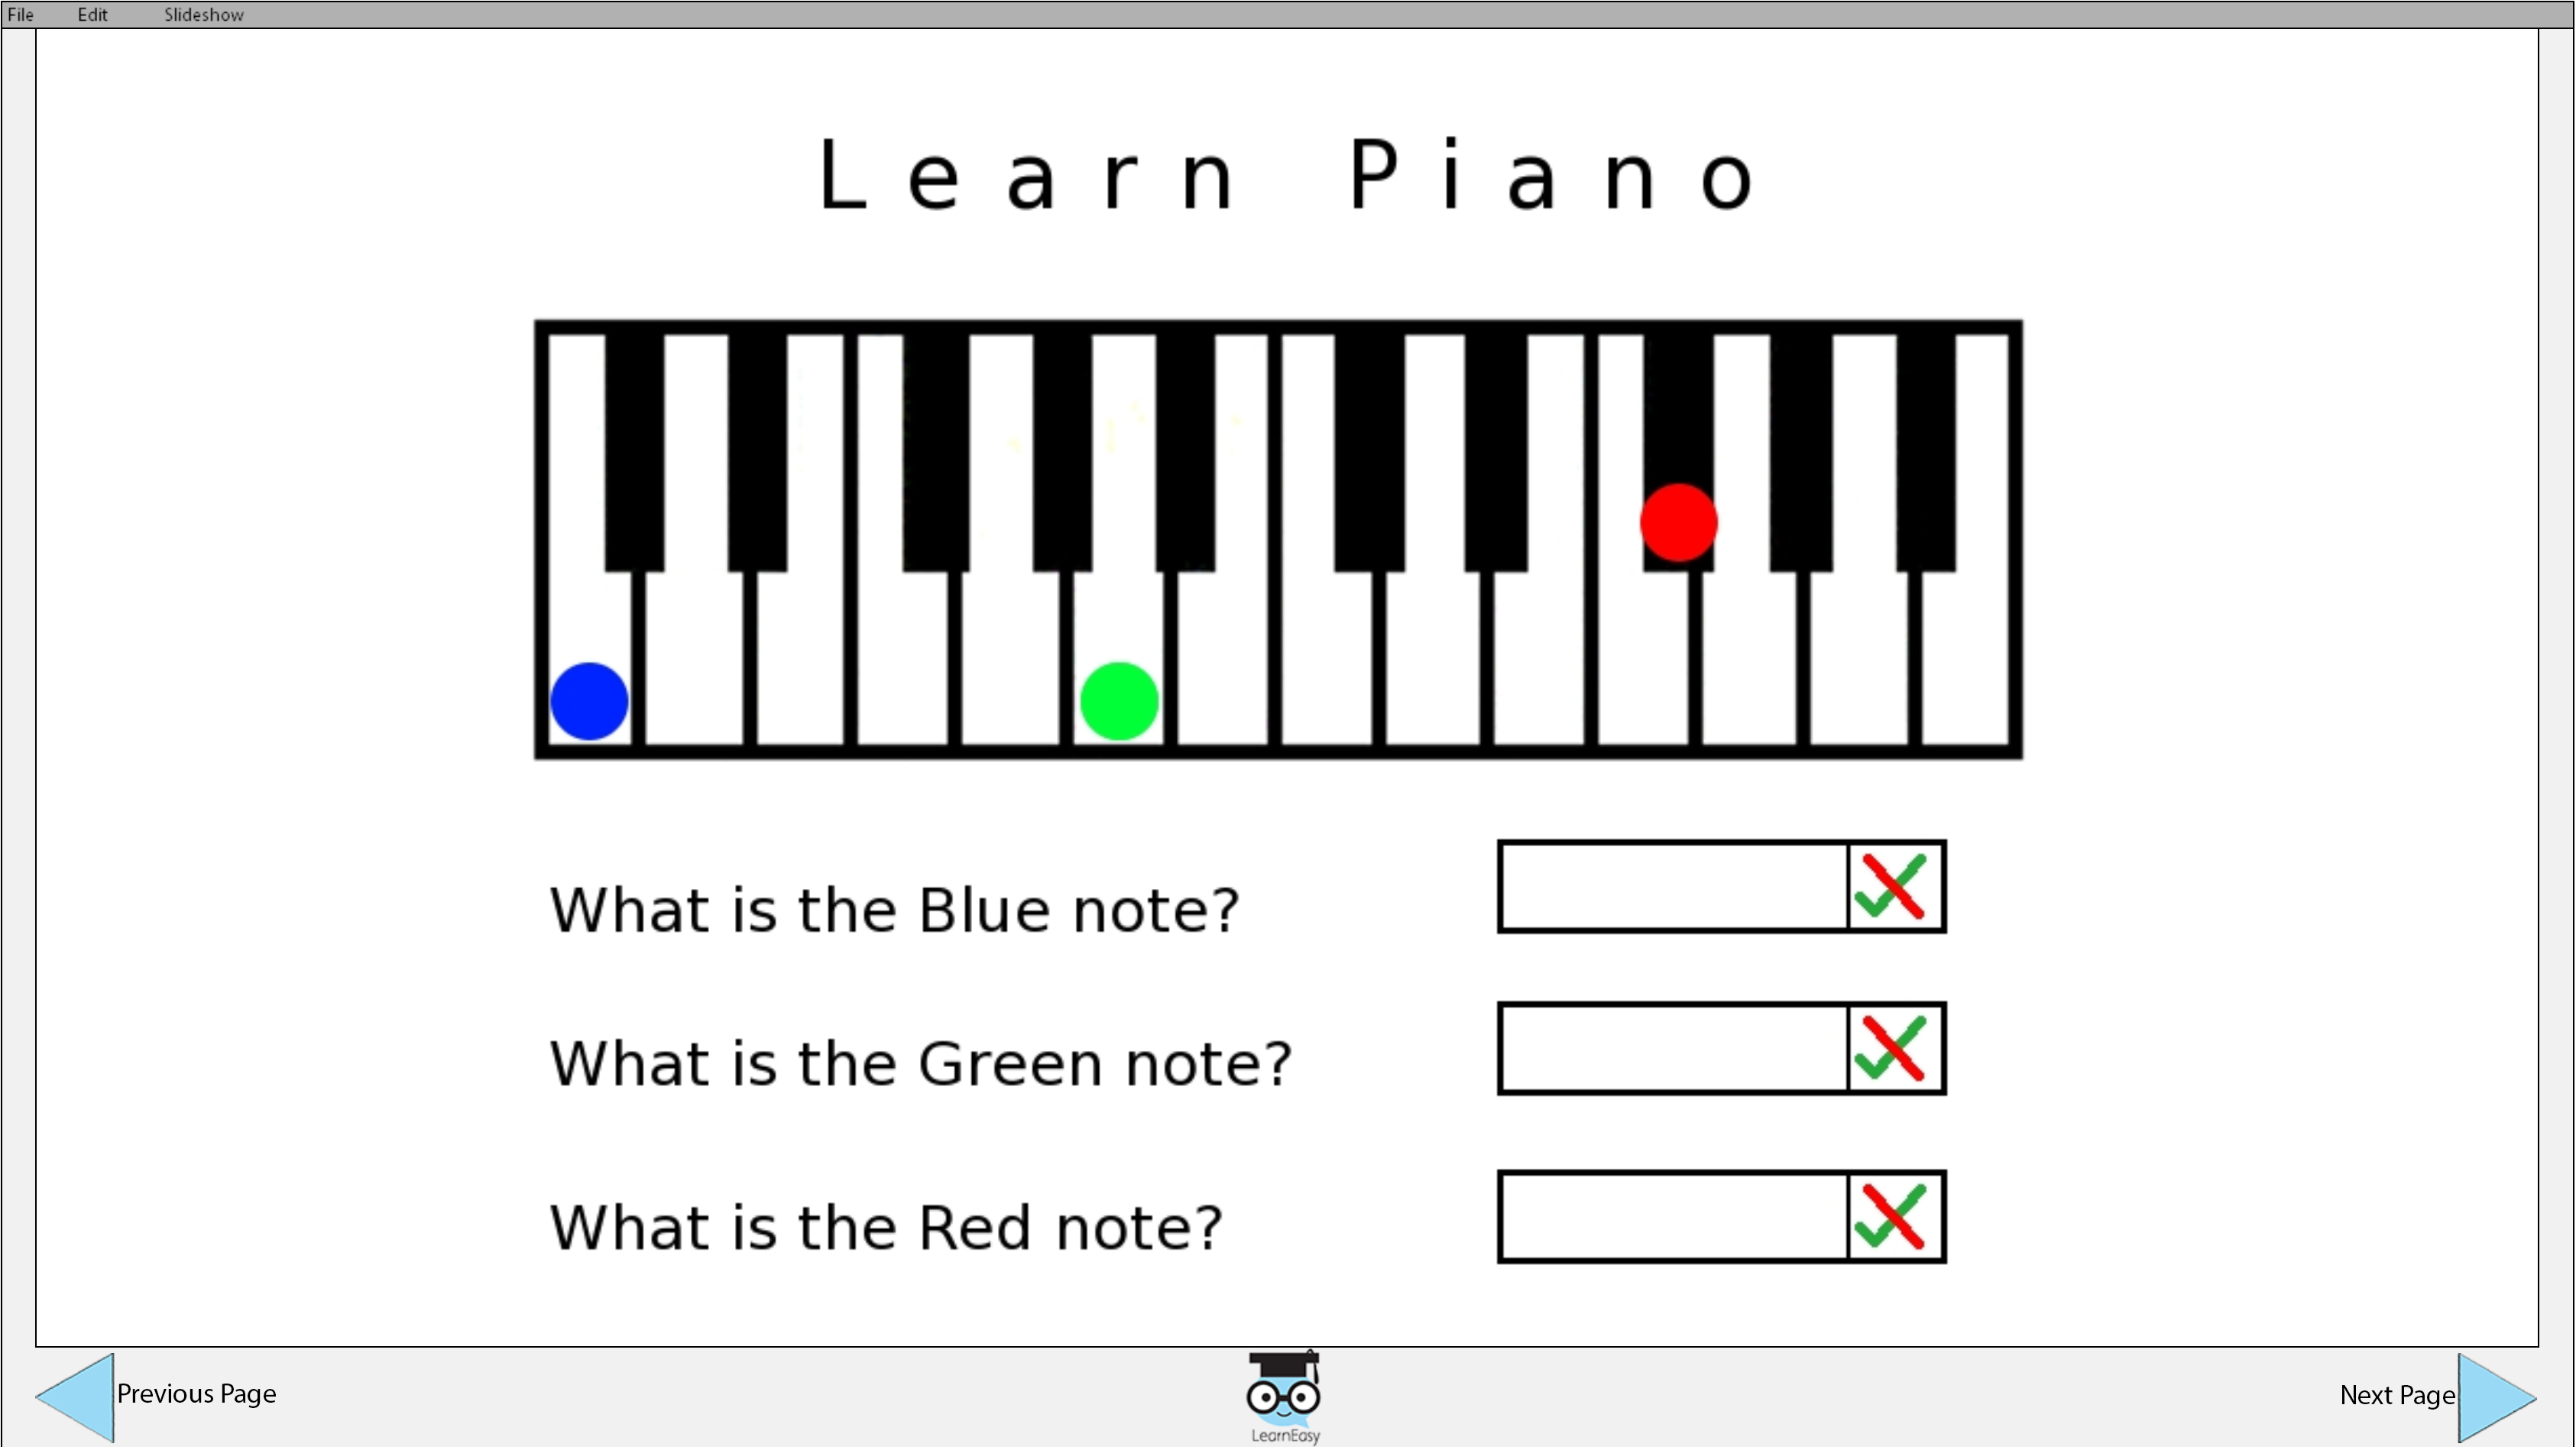 File Edit Slideshow
Learn Piano
What is the Blue note?
What is the Green note?
What is the Red note?
Previous Page
Next Page
LearnEasy